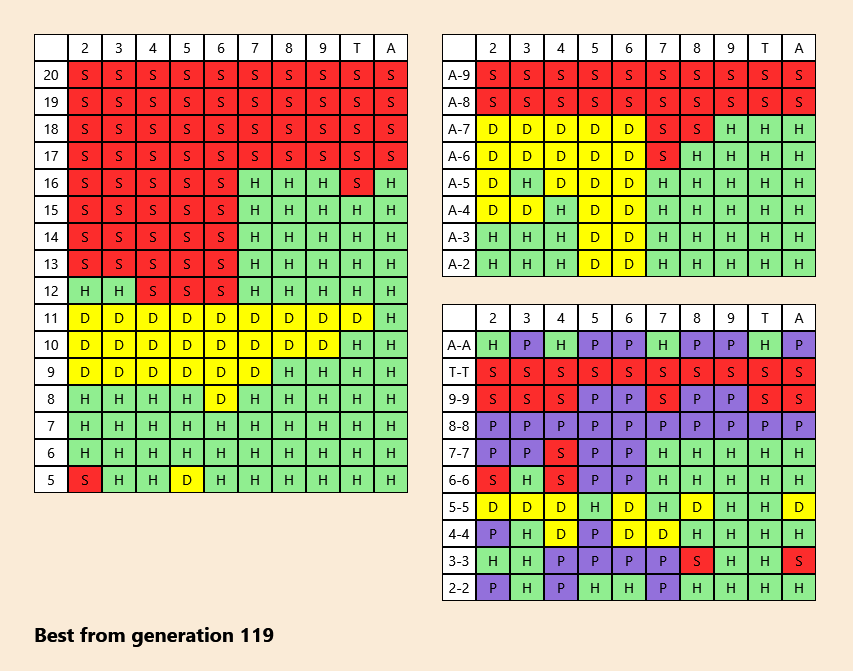 2 3 4 5 6 7 8 9 T A
20 S S S S S S S S S S
19 S S S S S S S S S S
18 S S S S S S S S S S
17 S S S S S S S S S S
16 S S S S S H H H S H
15 S S S S S H H H H H
14 S S S S S H H H H H
13 S S S S S H H H H H
12 H H S S S H H H H H
11 D D D D D D D D D H
10 D D D D D D D D H H
9 D D D D D D H H H H
8 H H H H D H H H H H
7 H H H H H H H H H H
6 H H H H H H H H H H
5 S H H D H H H H H H
2 3 4 5 6 7 8 9 T A
A-9 S S S S S S S S S S
A-8 S S S S S S S S S S
A-7 D D D D D S S H H H
A-6 D D D D D S H H H H
A-5 D H D D D H H H H H
A-4 D D H D D H H H H H
A-3 H H H D D H H H H H
A-2 H H H D D H H H H H
2 3 4 5 6 7 8 9 T A
A-A H P H P P H P P H P
T-T S S S S S S S S S S
9-9 S S S P P S P P S S
8-8 P P P P P P P P P P
7-7 P P S P P H H H H H
6-6 S H S P P H H H H H
5-5 D D D H D H D H H D
4-4 P H D P D D H H H H
3-3 H H P P P P S H H S
2-2 P H P H H P H H H H
Best from generation 119